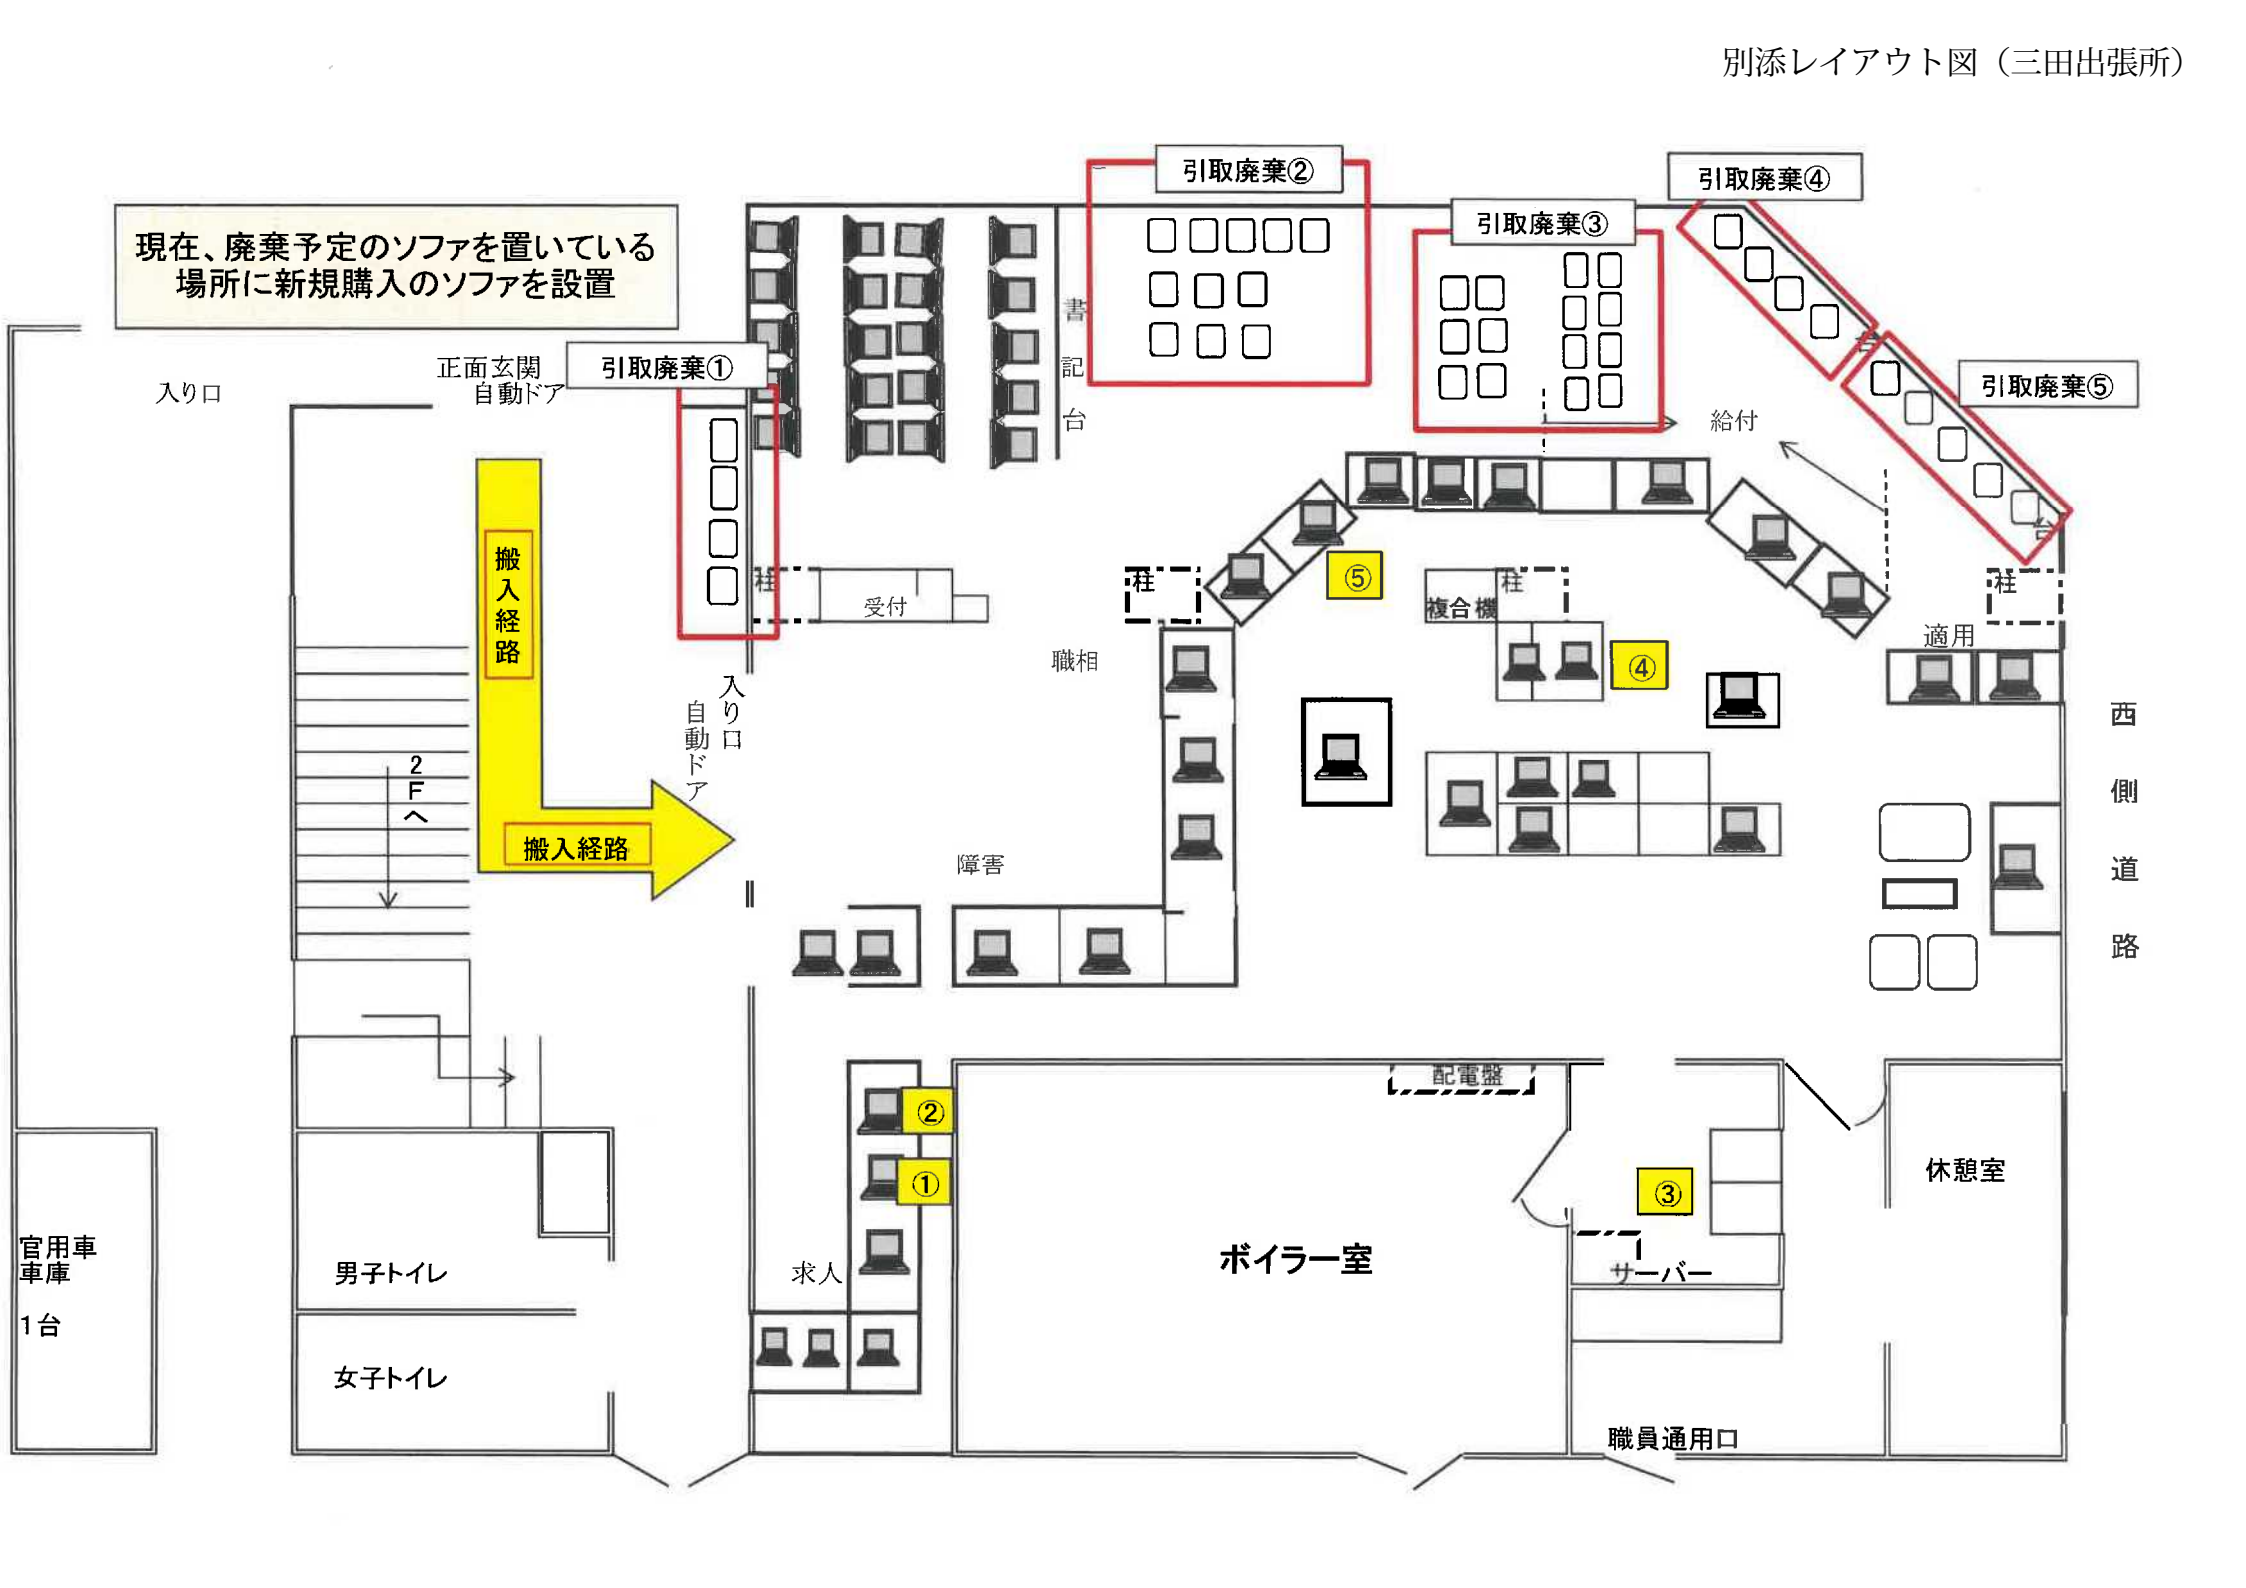 別添レイアウト図（三田出張所）
引取廃棄②
引取廃棄④
引取廃棄③
現在、廃棄予定のソファを置いている
場所に新規購入のソファを設置
書記台
台
正面玄関
自動ドア
引取廃棄①
引取廃棄⑤
入り口
給付
搬入経路
柱
受付
柱
⑤
複合機
柱
柱
適用
職相
④
入り口
自動ドア
西側道路
2Fへ
搬入経路
障害
台
配電盤
②
①
③
休憩室
官用車
車庫
1台
男子トイレ
求人
ボイラー室
サーバー
女子トイレ
職員通用口